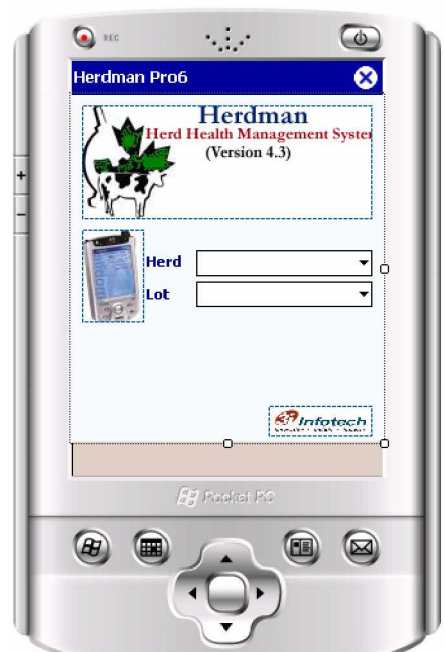 REC
Herdman Pro6
Herdman
Herd Health Management Syster
(Version 4.3)
Herd
Lot
Infotech
Pocket PC
+
-